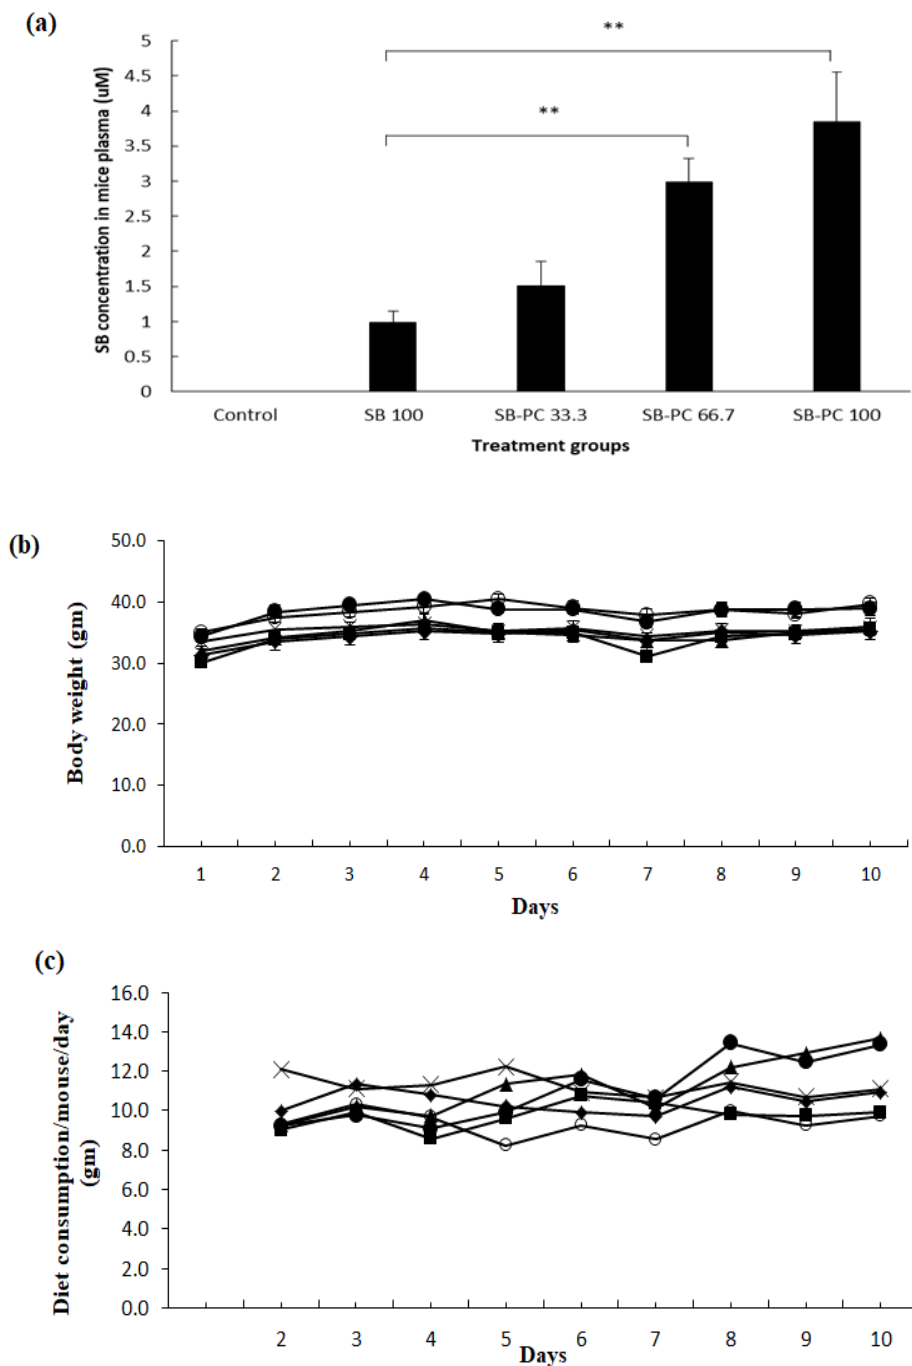 (a)
SB concentration in mice plasma (uM)
5
4.5
4
3.5
3
2.5
2
1.5
1
0.5
0
**
**
Control SB 100 SB-PC 33.3 SB-PC 66.7 SB-PC 100
Treatment groups
(b)
Body weight (gm)
50.0
40.0
30.0
20.0
10.0
0.0
1 2 3 4 5 6 7 8 9 10
Days
(c)
Diet consumption/mouse/day
(gm)
16.0
14.0
12.0
10.0
8.0
6.0
4.0
2.0
0.0
2 3 4 5 6 7 8 9 10
Days